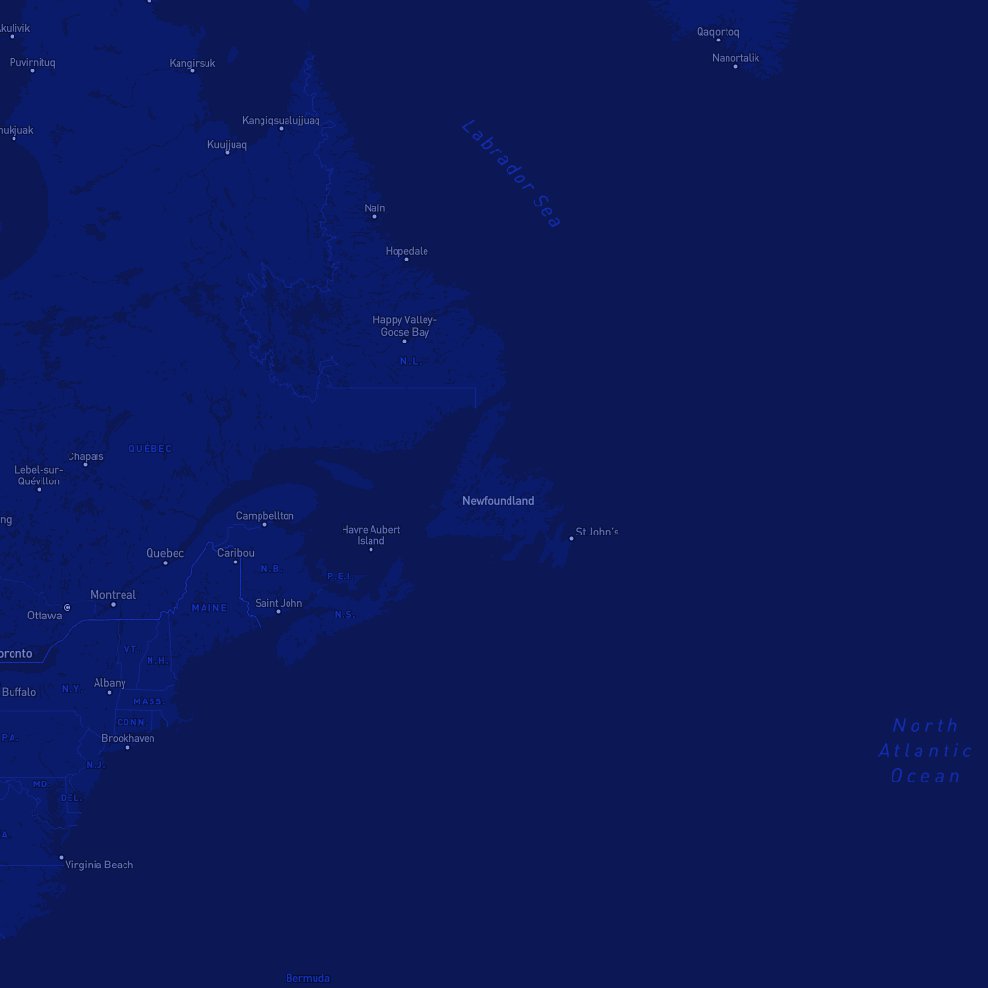 Qaqortoq
Puvirnituq
Kangirsuk
Nanortalik
Kangiqsualujjuaq
Kuujjuaq
Labrador Sea
Nain
Hopedale
Happy Valley-
Goose Bay
N.L.
QUÉBEC
Chapais
Lebel-sur-
Quévillon
Newfoundland
Campbellton
Havre Aubert
Island
St John's
Quebec
Caribou
N.B.
P.E.I.
Montreal
Saint John
MAINE
N.S.
Ottawa
VT.
N.H.
Albany
N.Y.
Buffalo
MASS.
CONN.
Brookhaven
North
Atlantic
Ocean
PA.
N.J.
MD.
DEL.
Virginia Beach
Bermuda